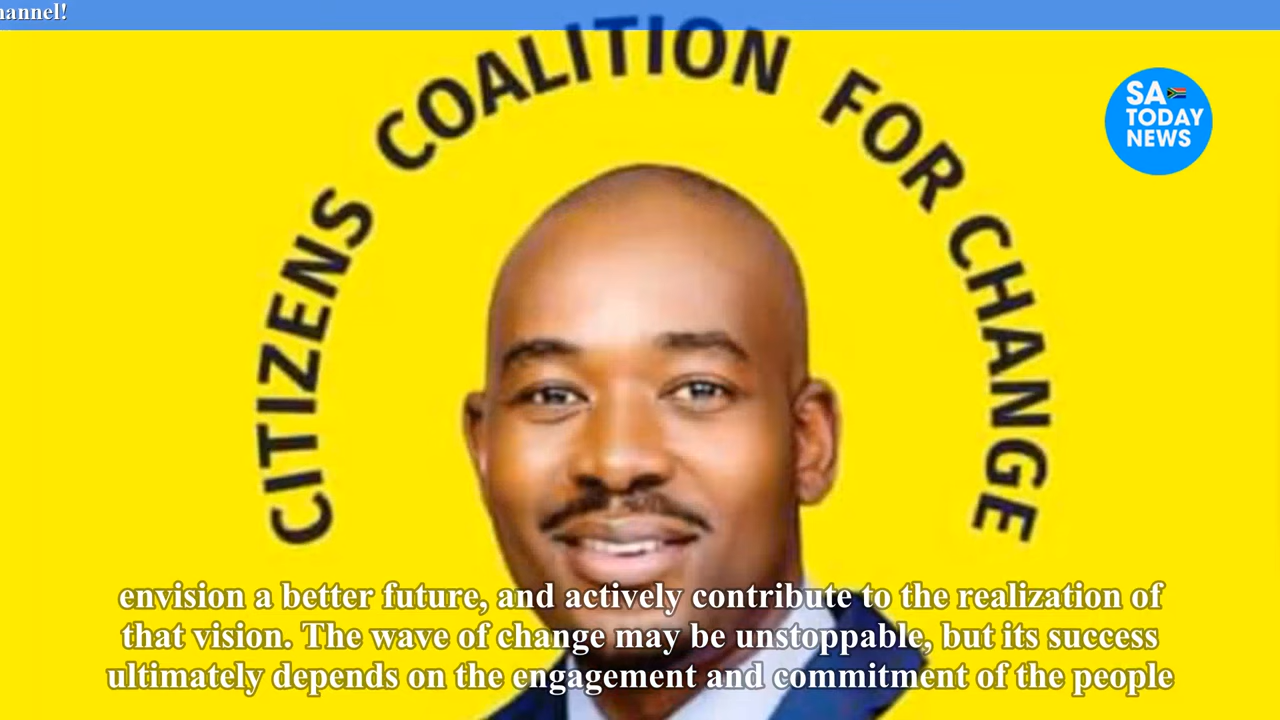 hannel!
CITIZENS COALITION FOR CHANGE
SA
TODAY
NEWS
envision a better future, and actively contribute to the realization of
that vision. The wave of change may be unstoppable, but its success
ultimately depends on the engagement and commitment of the people